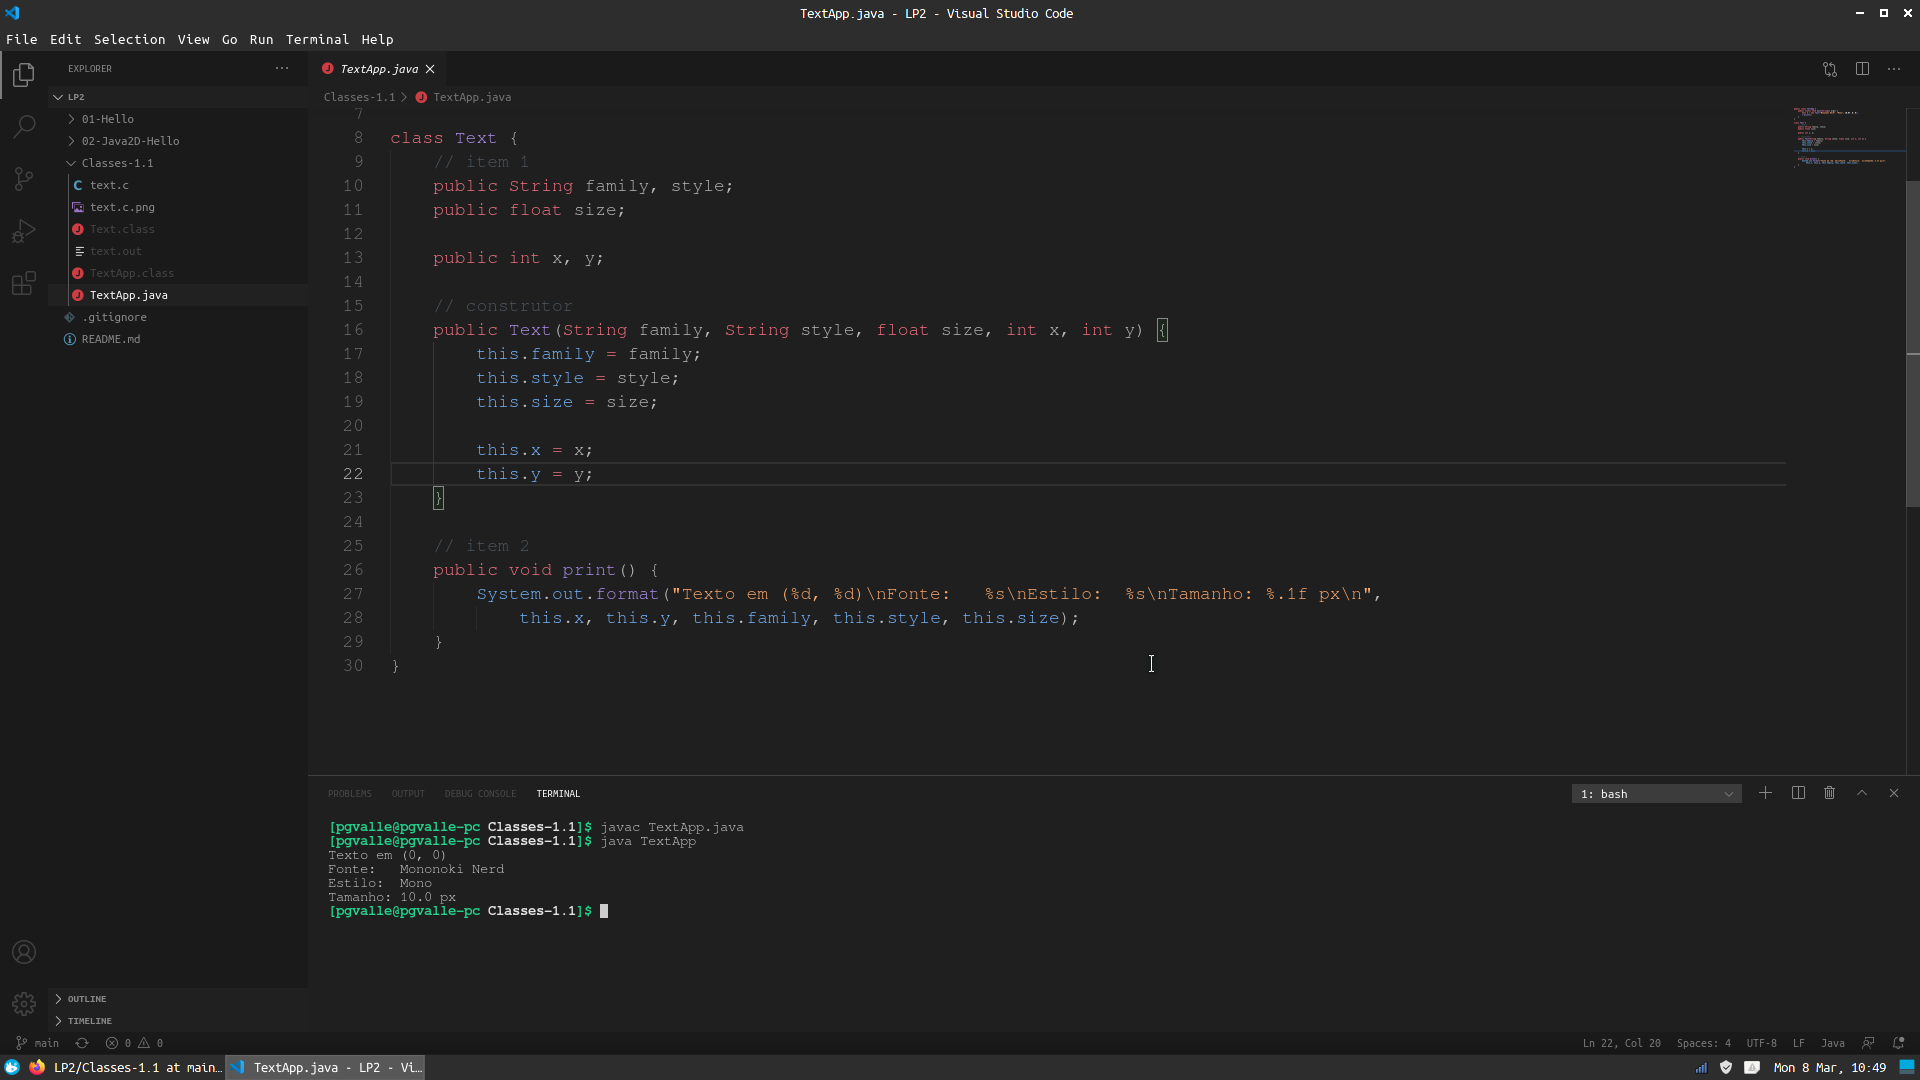 TextApp.java - LP2 - Visual Studio Code
File Edit Selection View Go Run Terminal Help
EXPLORER
TextApp.java
LP2
Classes-1.1 > TextApp.java
01-Hello
02-Java2D-Hello
Classes-1.1
text.c
text.c.png
Text.class
text.out
TextApp.class
TextApp.java
.gitignore
README.md
7
8 class Text {
9 // item 1
10 public String family, style;
11 public float size;
12
13 public int x, y;
14
15 // construtor
16 public Text(String family, String style, float size, int x, int y) {
17 this.family = family;
18 this.style = style;
19 this.size = size;
20
21 this.x = x;
22 this.y = y;
23 }
24
25 // item 2
26 public void print() {
27 System.out.format("Texto em (%d, %d)\nFonte:   %s\nEstilo:  %s\nTamanho: %.1f px\n",
28 this.x, this.y, this.family, this.style, this.size);
29 }
30 }
PROBLEMS OUTPUT DEBUG CONSOLE TERMINAL 1: bash
[pgvalle@pgvalle-pc Classes-1.1]$ javac TextApp.java
[pgvalle@pgvalle-pc Classes-1.1]$ java TextApp
Texto em (0, 0)
Fonte:   Mononoki Nerd
Estilo:  Mono
Tamanho: 10.0 px
[pgvalle@pgvalle-pc Classes-1.1]$
OUTLINE
TIMELINE
main 0 0 Ln 22, Col 20 Spaces: 4 UTF-8 LF Java
LP2/Classes-1.1 at main... TextApp.java - LP2 - Vi... Mon 8 Mar, 10:49